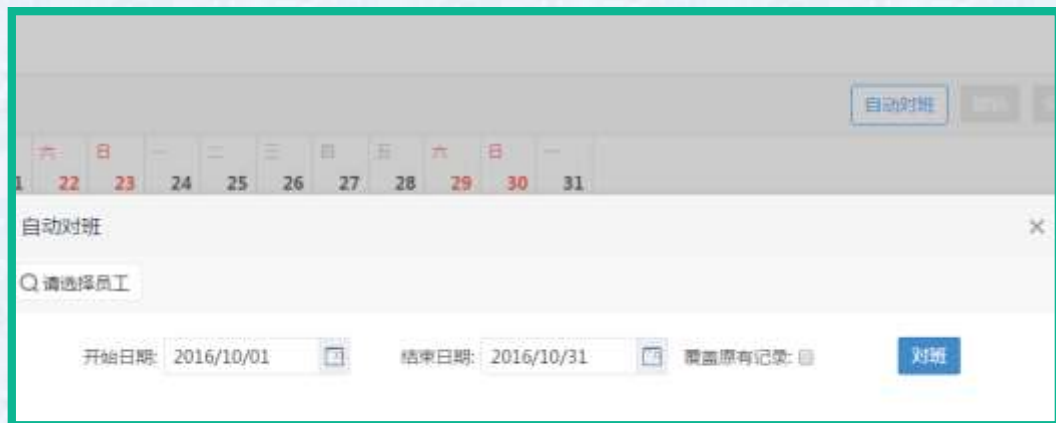 自动对班
六 日 一 二 三 四 五 六 日 一
1 22 23 24 25 26 27 28 29 30 31
自动对班
请选择员工
开始日期: 2016/10/01 结束日期: 2016/10/31 覆盖原有记录: 对班